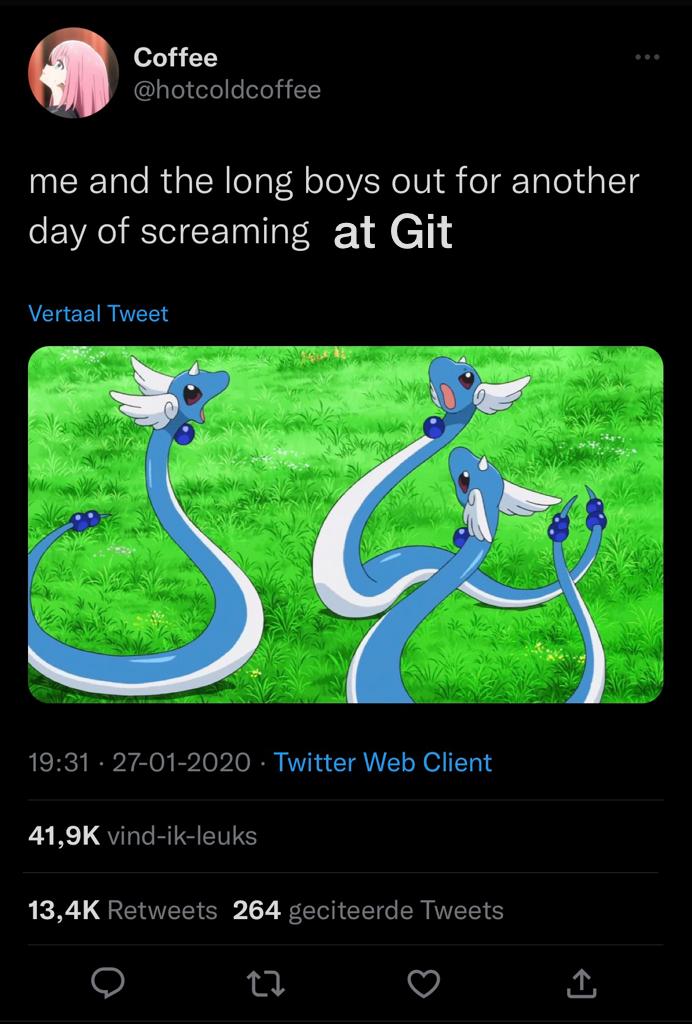 Coffee
@hotcoldcoffee
me and the long boys out for another
day of screaming at Git
Vertaal Tweet
19:31 · 27-01-2020 · Twitter Web Client
41,9K vind-ik-leuks
13,4K Retweets 264 geciteerde Tweets